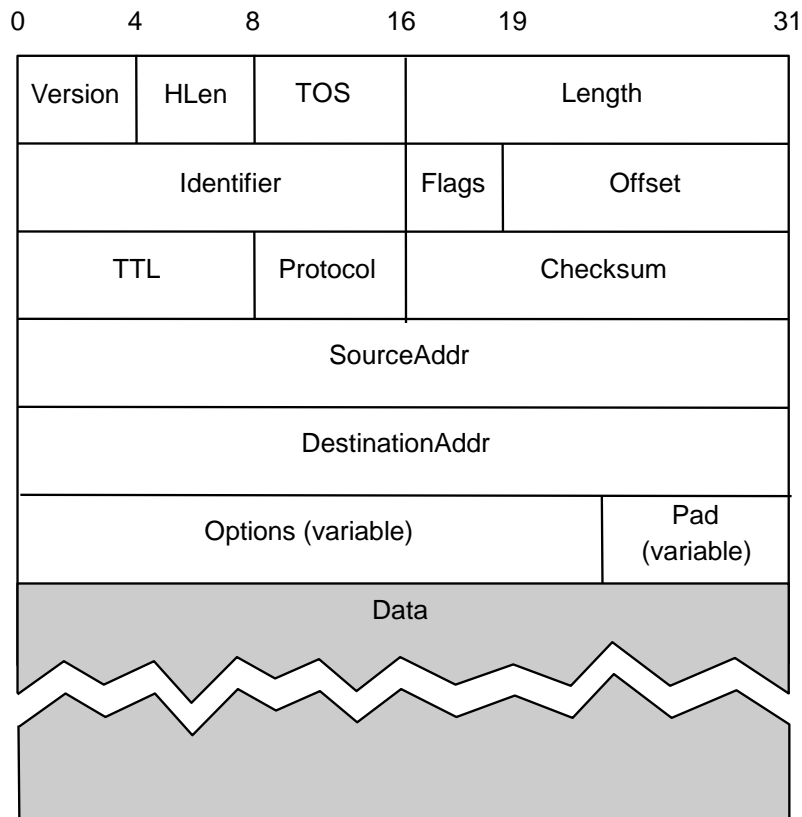 0 4 8 16 19 31
Version HLen TOS Length
Identifier Flags Offset
TTL Protocol Checksum
SourceAddr
DestinationAddr
Options (variable) Pad
(variable)
Data